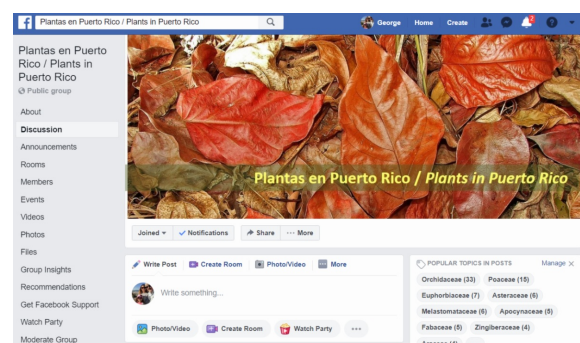 Plantas en Puerto Rico / Plants in Puerto Rico
George
Home
Create
2
Plantas en Puerto
Rico / Plants in
Puerto Rico
Public group
About
Discussion
Announcements
Rooms
Members
Events
Videos
Photos
Files
Group Insights
Recommendations
Get Facebook Support
Watch Party
Moderate Group
Plantas en Puerto Rico / Plants in Puerto Rico
Joined
Notifications
Share
More
Write Post
Create Room
Photo/Video
More
Write something...
Photo/Video
Create Room
Watch Party
POPULAR TOPICS IN POSTS
Manage
Orchidaceae (33) Poaceae (15)
Euphorbiaceae (7) Asteraceae (6)
Melastomataceae (6) Apocynaceae (5)
Fabaceae (5) Zingiberaceae (4)